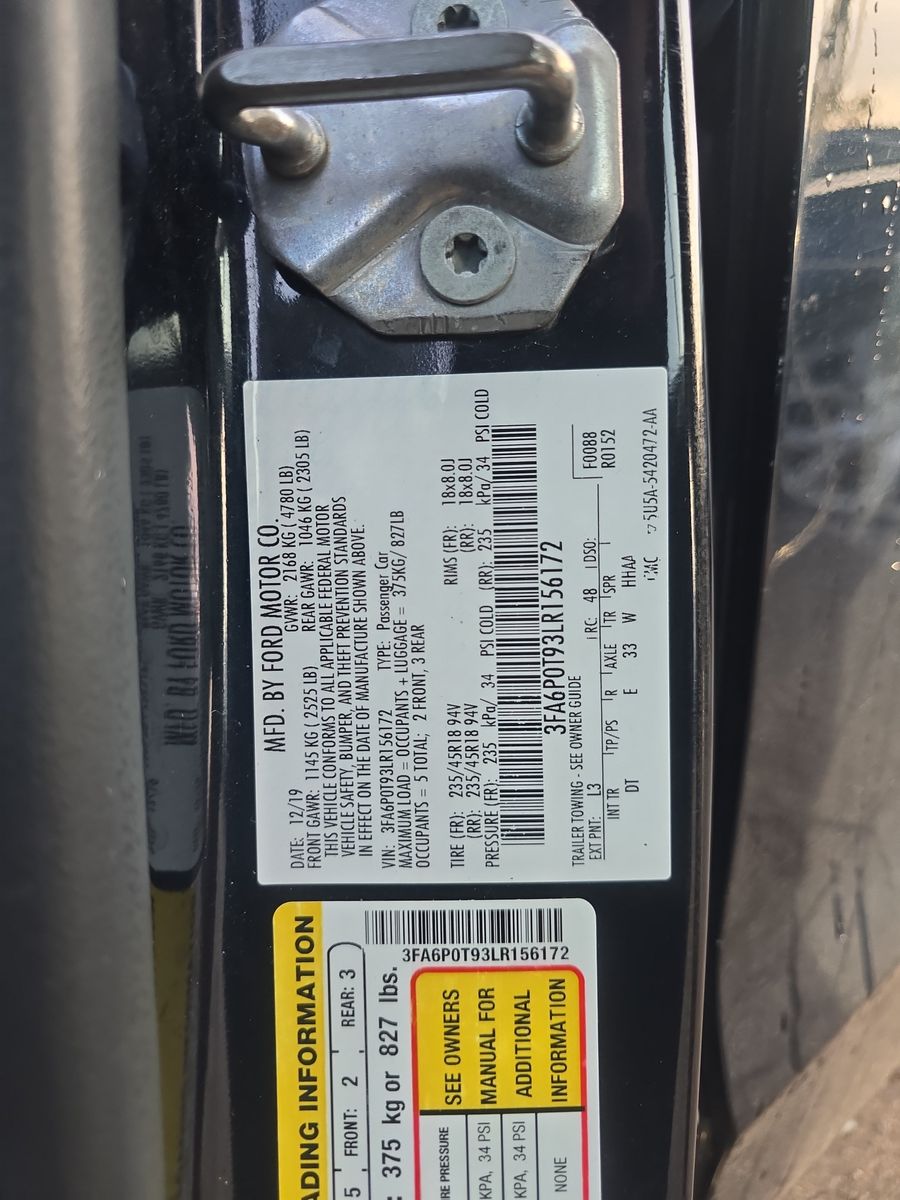 MFD. BY FORD MOTOR CO.
DATE: 12/19 GVWR: 2168 KG ( 4780 LB)
FRONT GAWR: 1145 KG ( 2525 LB) REAR GAWR: 1046 KG ( 2305 LB)
THIS VEHICLE CONFORMS TO ALL APPLICABLE FEDERAL MOTOR
VEHICLE SAFETY, BUMPER, AND THEFT PREVENTION STANDARDS
IN EFFECT ON THE DATE OF MANUFACTURE SHOWN ABOVE.
VIN: 3FA6P0T93LR156172 TYPE: Passenger Car
MAXIMUM LOAD = OCCUPANTS + LUGGAGE = 375KG/ 827LB
OCCUPANTS = 5 TOTAL; 2 FRONT, 3 REAR
TIRE (FR): 235/45R18 94V RIMS (FR): 18x8.0J
(RR): 235/45R18 94V (RR): 18x8.0J
PRESSURE (FR): 235 kPa/ 34 PSI COLD (RR): 235 kPa/ 34 PSI COLD
3FA6P0T93LR156172
TRAILER TOWING - SEE OWNER GUIDE
F0088
EXT PNT: L3 RC: 48 DSO: R0152
INT TR TP/PS R AXLE TR SPR
DT E 33 W HHAA
5U5A-5420472-AA
ADING INFORMATION
5 FRONT: 2 REAR: 3
: 375 kg or 827 lbs.
3FA6P0T93LR156172
RE PRESSURE
KPA, 34 PSI
KPA, 34 PSI
NONE
SEE OWNERS
MANUAL FOR
ADDITIONAL
INFORMATION